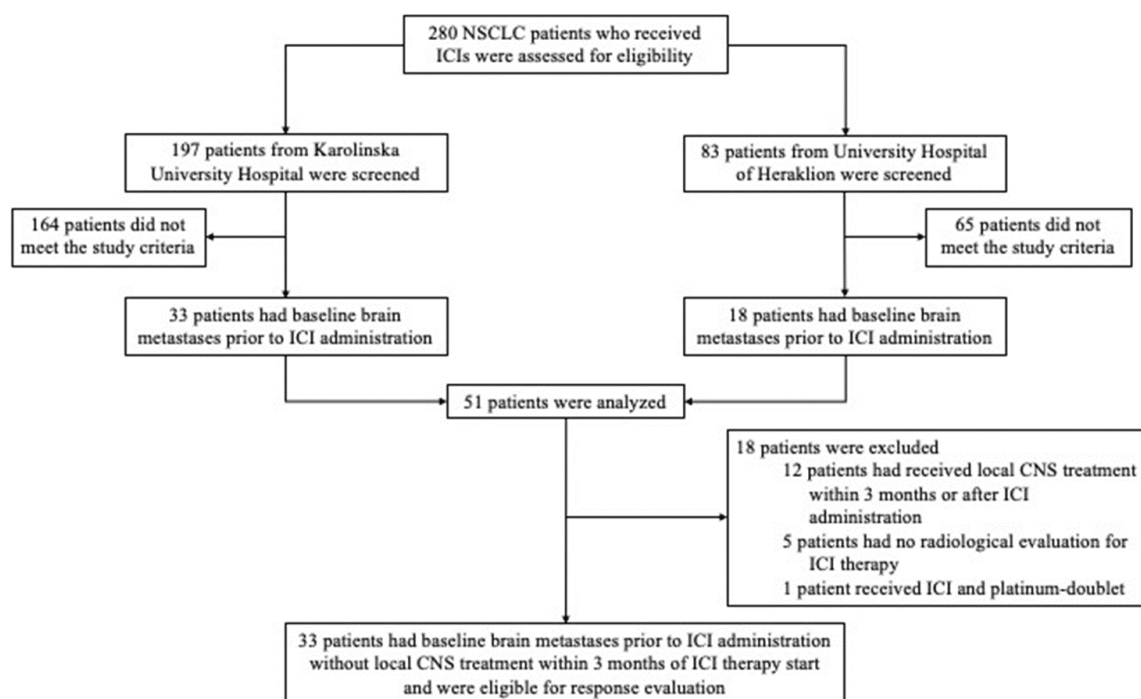 280 NSCLC patients who received
ICIs were assessed for eligibility
197 patients from Karolinska
University Hospital were screened
83 patients from University Hospital
of Heraklion were screened
164 patients did not
meet the study criteria
65 patients did not
meet the study criteria
33 patients had baseline brain
metastases prior to ICI administration
18 patients had baseline brain
metastases prior to ICI administration
51 patients were analyzed
18 patients were excluded
12 patients had received local CNS treatment
within 3 months or after ICI
administration
5 patients had no radiological evaluation for
ICI therapy
1 patient received ICI and platinum-doublet
33 patients had baseline brain metastases prior to ICI administration
without local CNS treatment within 3 months of ICI therapy start
and were eligible for response evaluation